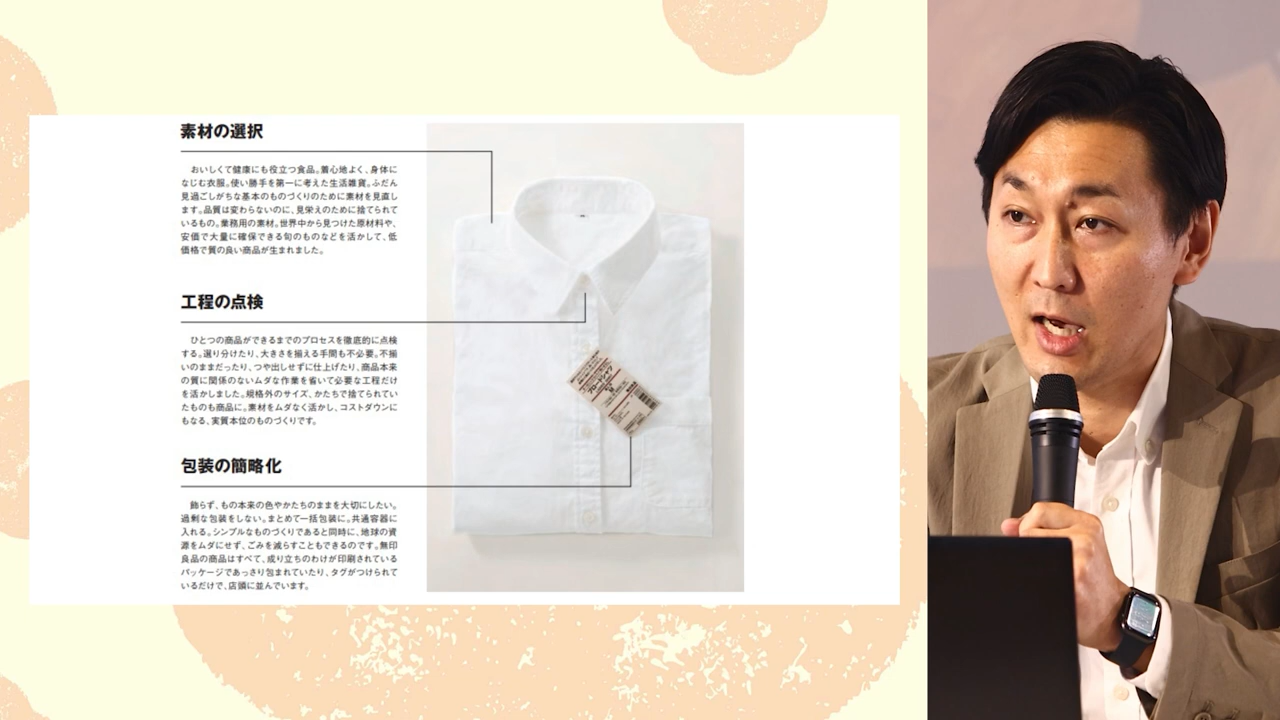 素材の選択
おいしくて健康にも役立つ食品。着心地よく、身体に
なじむ衣服。使い勝手を第一に考えた生活雑貨。ふだん
見過ごしがちな基本のものづくりのために素材を見直し
ます。品質は変わらないのに、見栄えのために捨てられて
いるもの。業務用の素材。世界中から見つけた原材料や、
安価で大量に確保できる旬のものなどを活かして、低
価格で質の良い商品が生まれました。
工程の点検
ひとつの商品ができるまでのプロセスを徹底的に点検
する。選り分けたり、大きさを揃える手間も不必要。不揃
いのままだったり、つや出しせずに仕上げたり、商品本来
の質に関係のないムダな作業を省いて必要な工程だけ
を活かしました。規格外のサイズ、かたちで捨てられてい
たものも商品に。素材をムダなく活かし、コストダウンに
もなる、実質本位のものづくりです。
包装の簡略化
飾らず、もの本来の色やかたちのままを大切にしたい。
過剰な包装をしない。まとめて一括包装に。共通容器に
入れる。シンプルなものづくりであると同時に、地球の資
源をムダにせず、ごみを減らすこともできるのです。無印
良品の商品はすべて、成り立ちのわけが印刷されている
パッケージであっさり包まれていたり、タグがつけられて
いるだけで、店頭に並んでいます。
ブロードシャツ